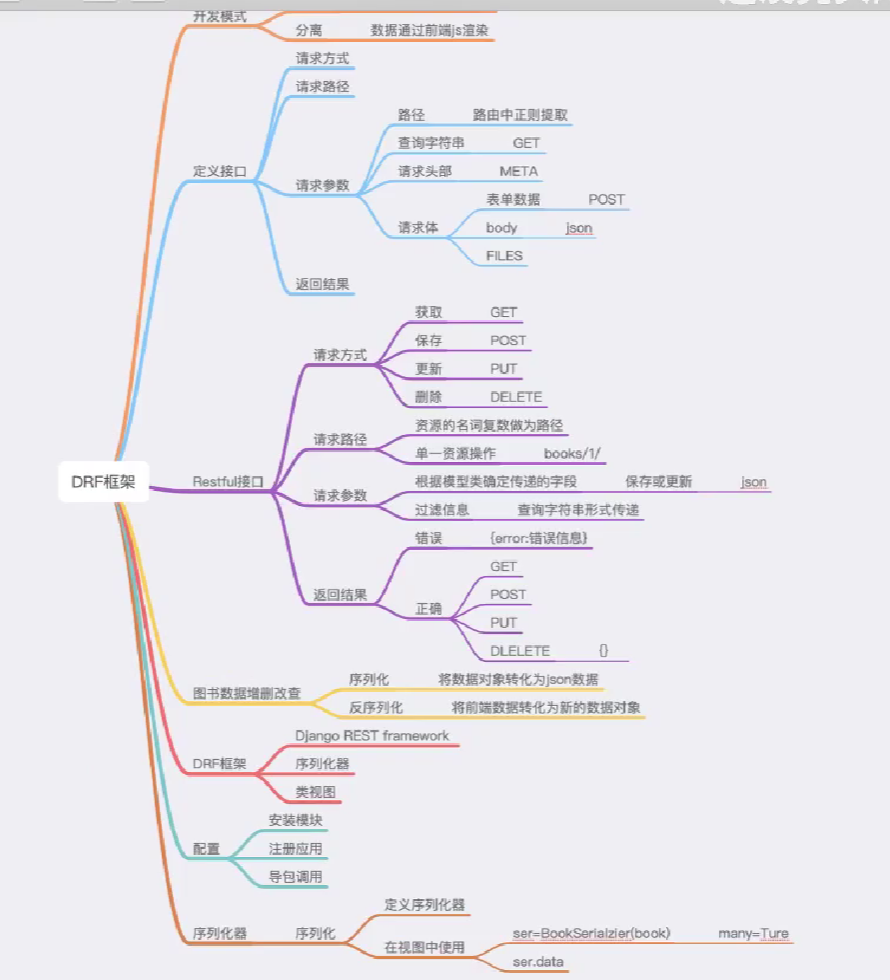 开发模式
分离 数据通过前端js渲染
请求方式
请求路径
路径 路由中正则提取
查询字符串 GET
定义接口
请求头部 META
请求参数
表单数据 POST
请求体
body json
FILES
返回结果
获取 GET
保存 POST
请求方式
更新 PUT
删除 DELETE
资源的名词复数做为路径
请求路径
单一资源操作 books/1/
DRF框架
Restful接口
根据模型类确定传递的字段 保存或更新 json
请求参数
过滤信息 查询字符串形式传递
错误 {error:错误信息}
GET
返回结果
POST
正确
PUT
DLELETE {}
序列化 将数据对象转化为json数据
图书数据增删改查
反序列化 将前端数据转化为新的数据对象
Django REST framework
DRF框架
序列化器
类视图
安装模块
配置
注册应用
导包调用
定义序列化器
序列化器 序列化
ser=BookSerialzier(book) many=Ture
在视图中使用
ser.data